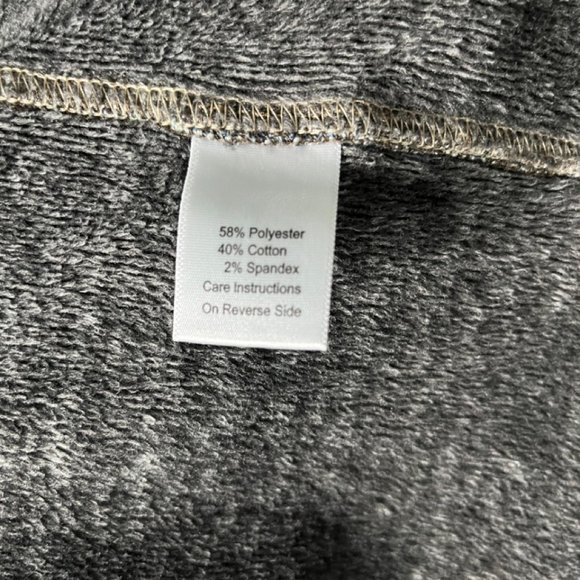 58% Polyester
40% Cotton
2% Spandex
Care Instructions
On Reverse Side